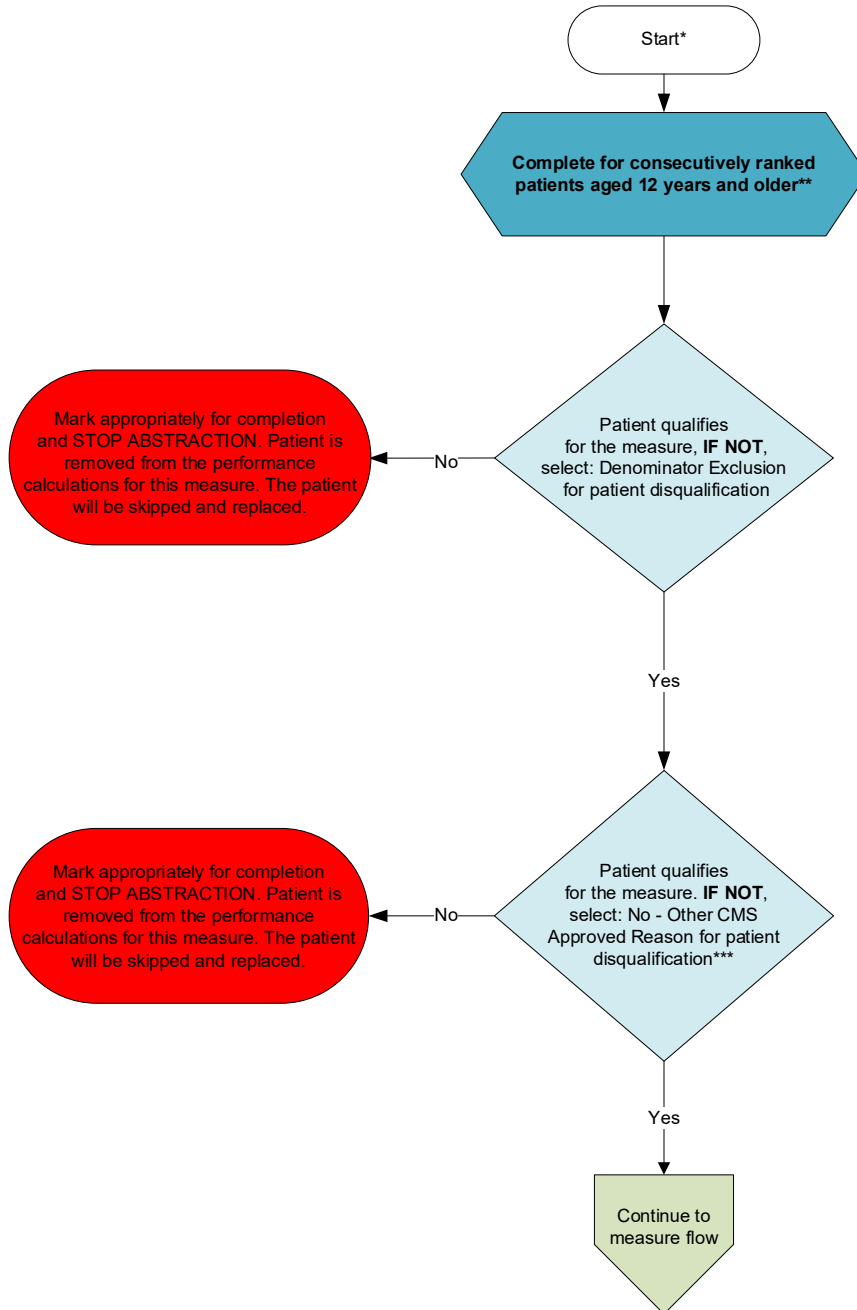 Start*
Complete for consecutively ranked
patients aged 12 years and older**
Patient qualifies
for the measure, IF NOT,
select: Denominator Exclusion
for patient disqualification
No
Mark appropriately for completion
and STOP ABSTRACTION. Patient is
removed from the performance
calculations for this measure. The patient
will be skipped and replaced.
Yes
Patient qualifies
for the measure. IF NOT,
select: No - Other CMS
Approved Reason for patient
disqualification***
No
Mark appropriately for completion
and STOP ABSTRACTION. Patient is
removed from the performance
calculations for this measure. The patient
will be skipped and replaced.
Yes
Continue to
measure flow